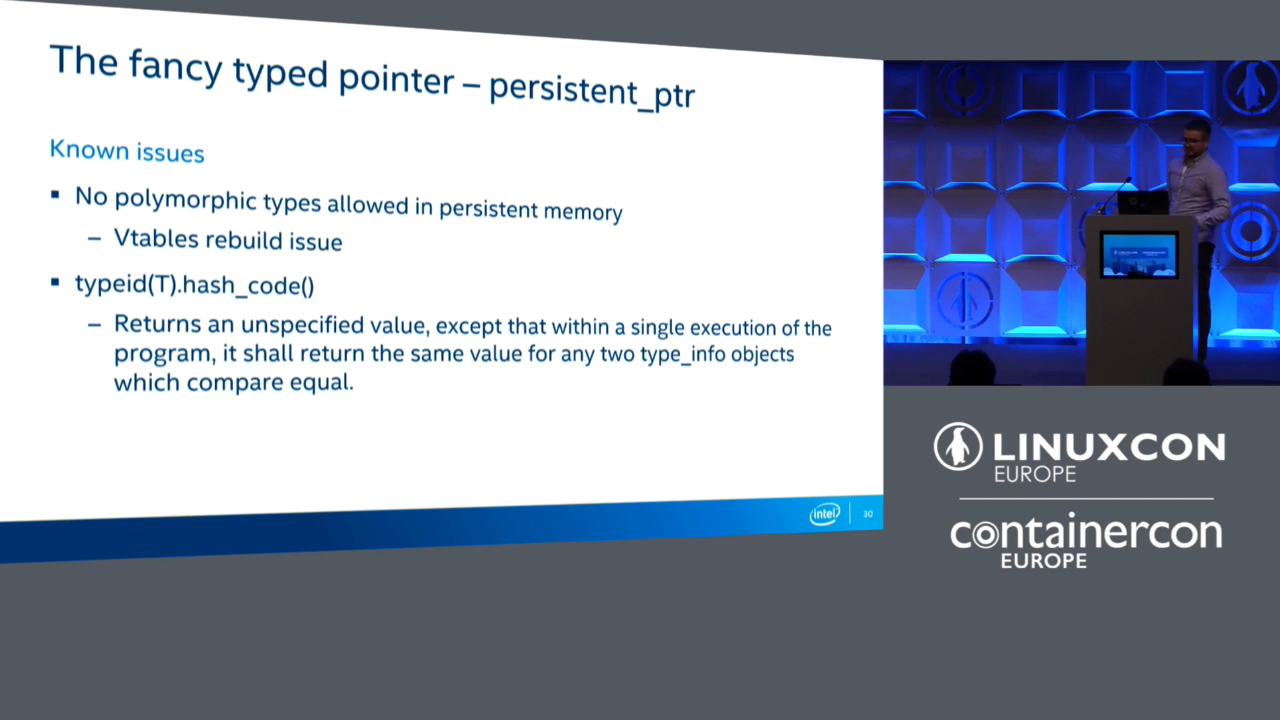 The fancy typed pointer – persistent_ptr
Known issues
▪ No polymorphic types allowed in persistent memory
– Vtables rebuild issue
▪ typeid(T).hash_code()
– Returns an unspecified value, except that within a single execution of the
program, it shall return the same value for any two type_info objects
which compare equal.
intel
30
LINUXCON
EUROPE
containercon
EUROPE